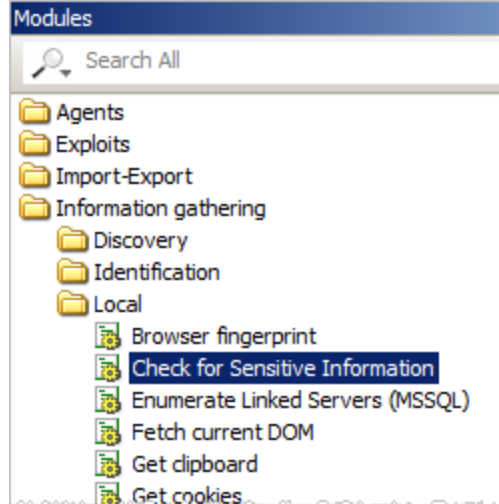 Modules
Search All
Agents
Exploits
Import-Export
Information gathering
Discovery
Identification
Local
Browser fingerprint
Check for Sensitive Information
Enumerate Linked Servers (MSSQL)
Fetch current DOM
Get clipboard
Get cookies